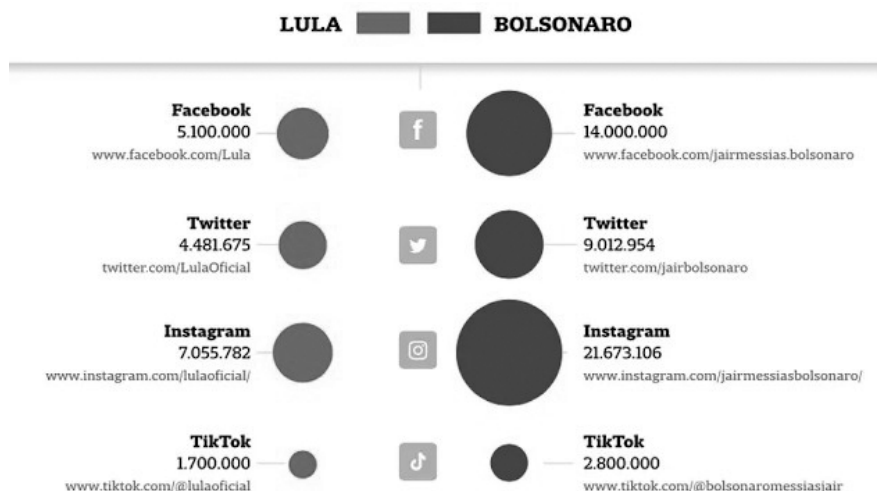 LULA BOLSONARO
Facebook
5.100.000
www.facebook.com/Lula
Facebook
14.000.000
www.facebook.com/jairmessias.bolsonaro
Twitter
4.481.675
twitter.com/LulaOficial
Twitter
9.012.954
twitter.com/jairbolsonaro
Instagram
7.055.782
www.instagram.com/lulaoficial/
Instagram
21.673.106
www.instagram.com/jairmessiasbolsonaro/
TikTok
1.700.000
www.tiktok.com/@lulaoficial
TikTok
2.800.000
www.tiktok.com/@bolsonaromessiasjair